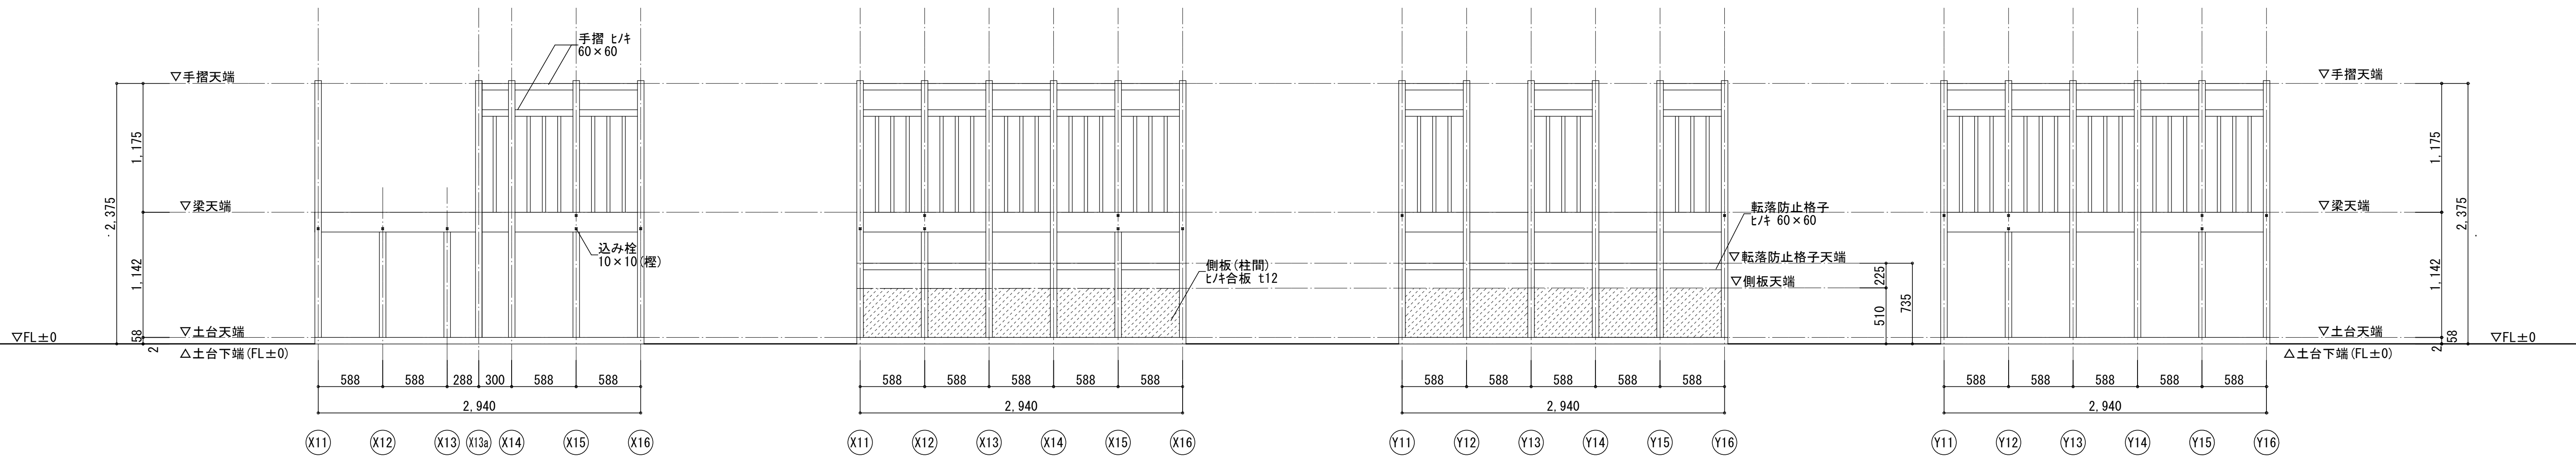 手摺 ﾋﾉｷ
60×60
▽手摺天端
▽手摺天端
1,175
2,375
1,175
2,375
▽梁天端
▽梁天端
転落防止格子
ﾋﾉｷ 60×60
込み栓
10×10(樫)
側板(柱間)
ﾋﾉｷ合板 t12
▽転落防止格子天端
▽側板天端
1,142
225
510
735
1,142
▽FL±0
▽土台天端
58
2
△土台下端(FL±0)
▽土台天端
58
2
△土台下端(FL±0)
▽FL±0
588 588 288 300 588 588
2,940
X11 X12 X13 X13a X14 X15 X16
588 588 588 588 588
2,940
X11 X12 X13 X14 X15 X16
588 588 588 588 588
2,940
Y11 Y12 Y13 Y14 Y15 Y16
588 588 588 588 588
2,940
Y11 Y12 Y13 Y14 Y15 Y16